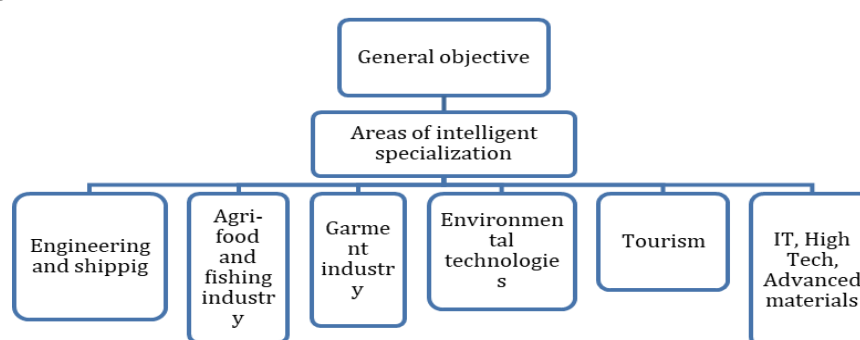 General objective
Areas of intelligent
specialization
Engineering
and shippig
Agri-
food
and
fishing
industr
y
Garme
nt
industr
y
Environmen
tal
technologie
s
Tourism
IT, High
Tech,
Advanced
materials